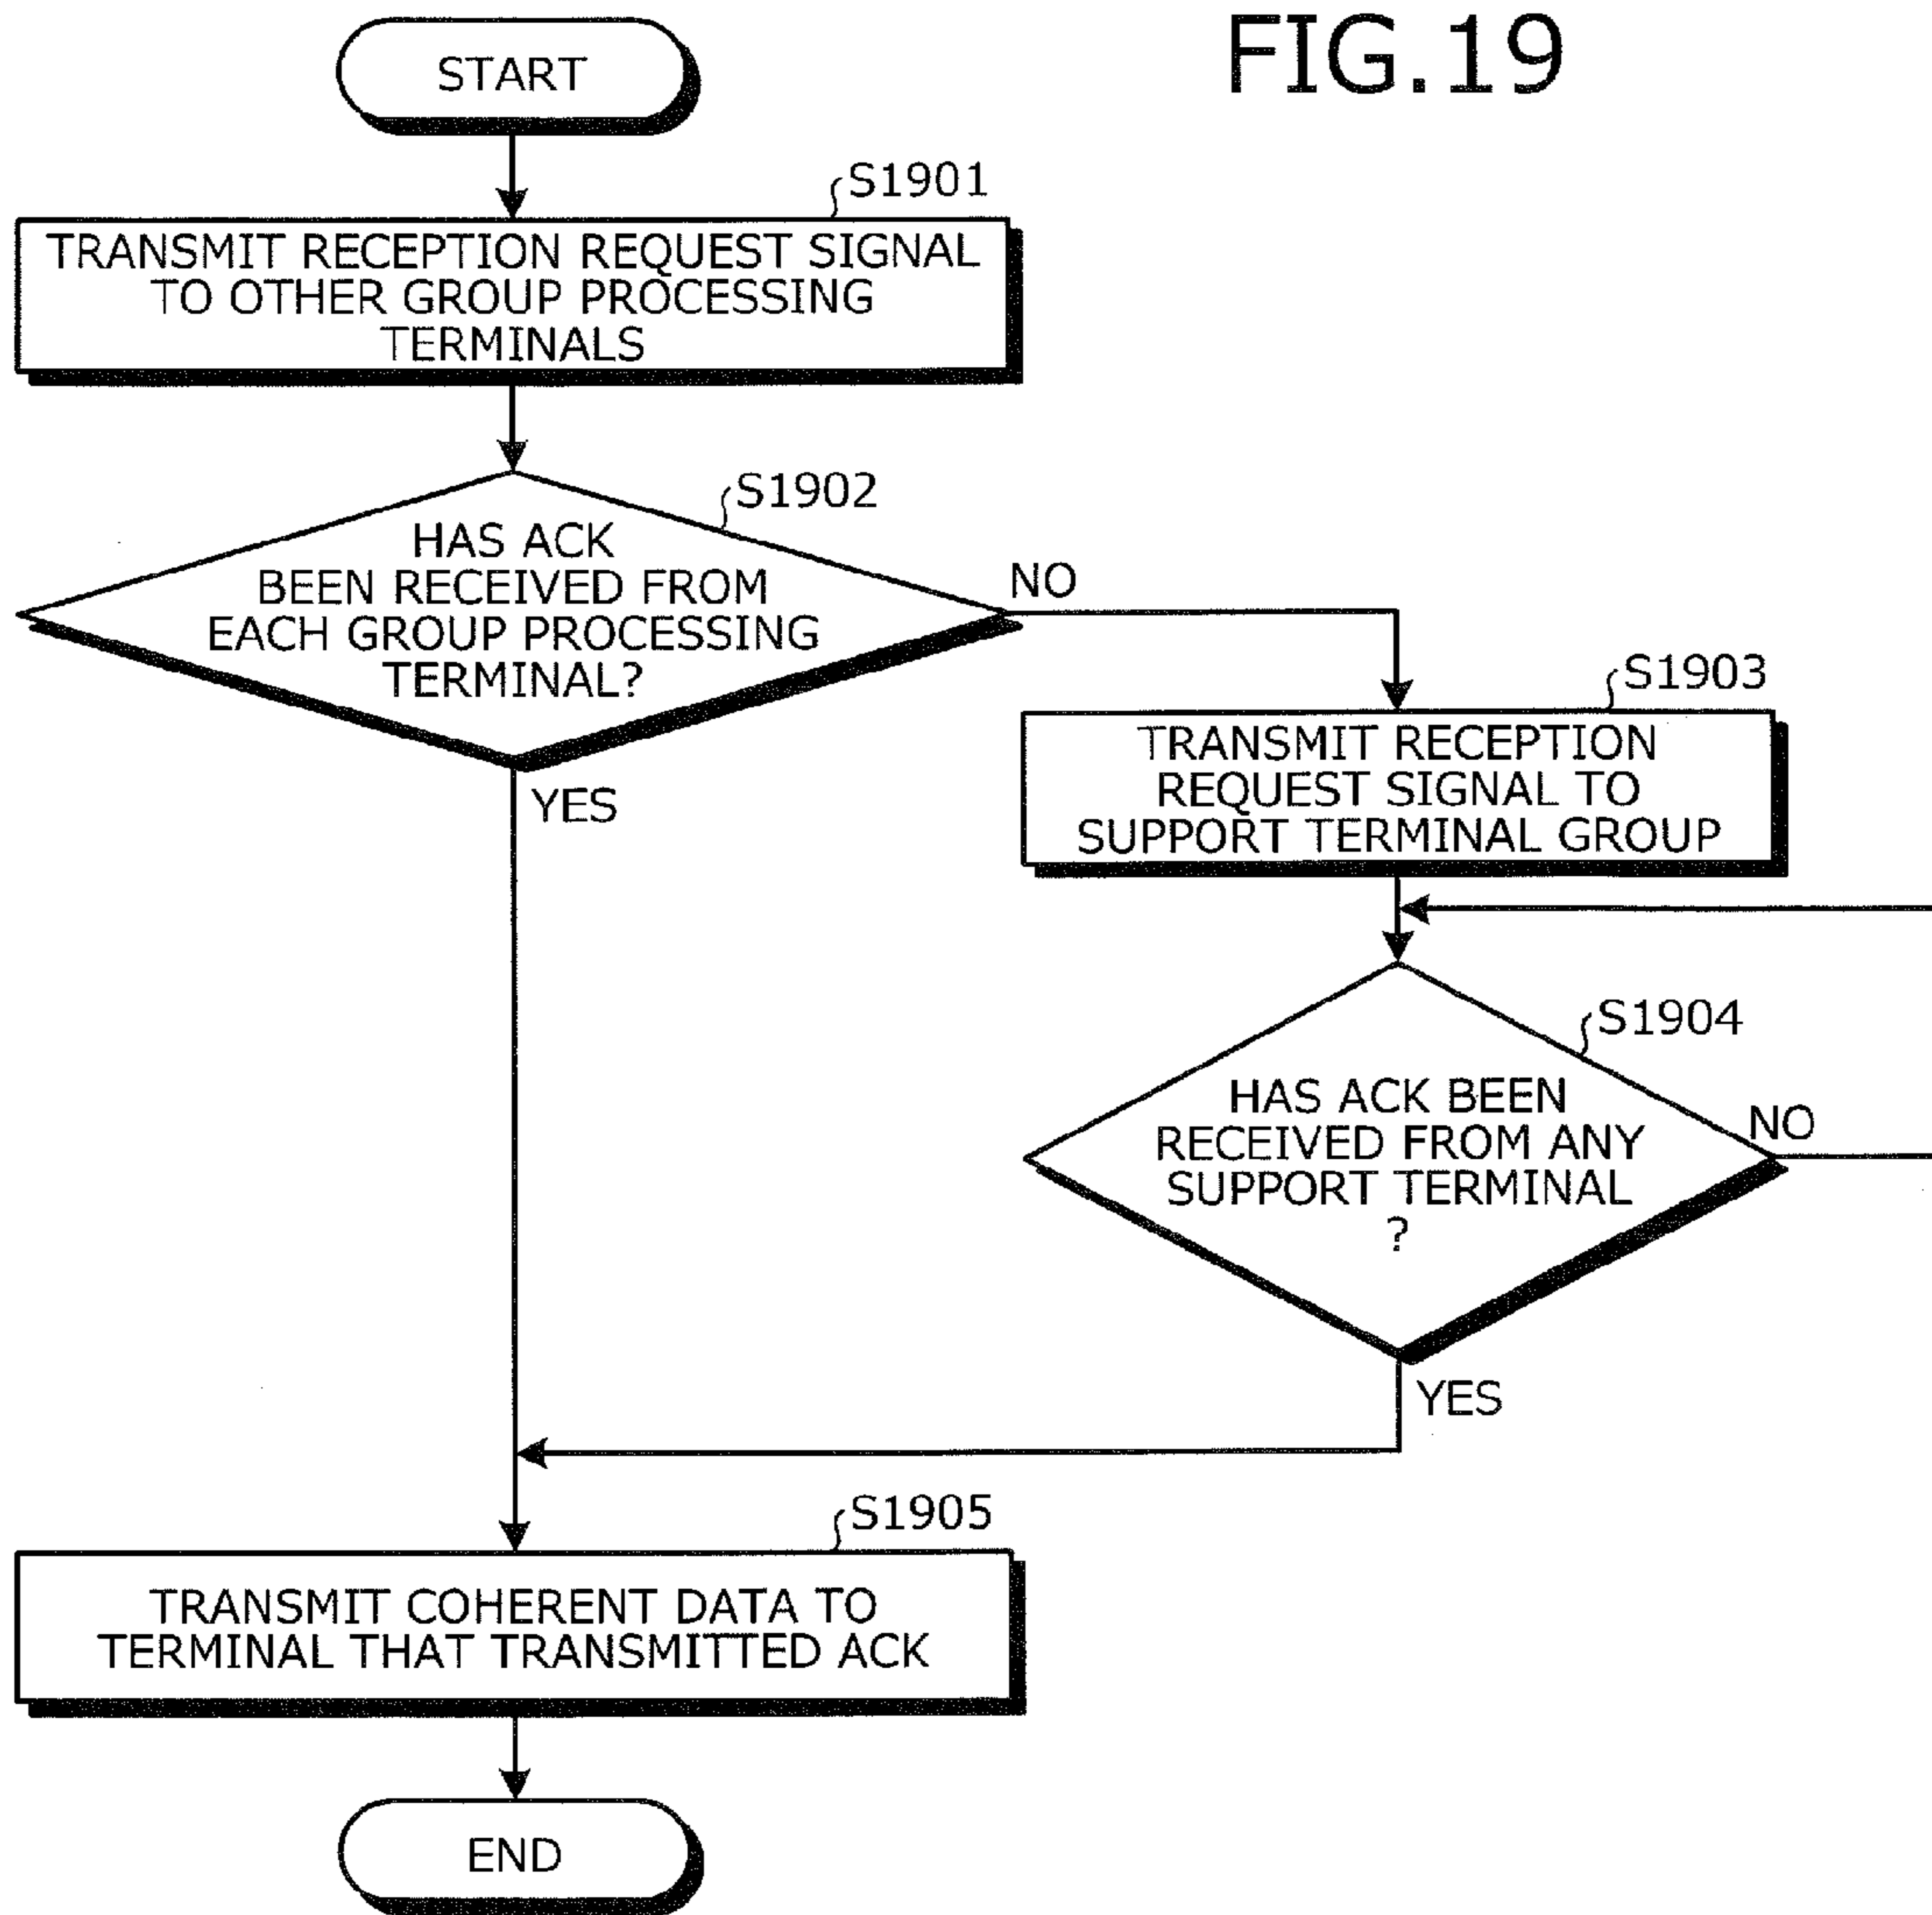 FIG.19
START
S1901
TRANSMIT RECEPTION REQUEST SIGNAL
TO OTHER GROUP PROCESSING
TERMINALS
S1902
HAS ACK
BEEN RECEIVED FROM
EACH GROUP PROCESSING
TERMINAL?
NO
YES
S1903
TRANSMIT RECEPTION
REQUEST SIGNAL TO
SUPPORT TERMINAL GROUP
S1904
HAS ACK BEEN
RECEIVED FROM ANY
SUPPORT TERMINAL
?
NO
YES
S1905
TRANSMIT COHERENT DATA TO
TERMINAL THAT TRANSMITTED ACK
END